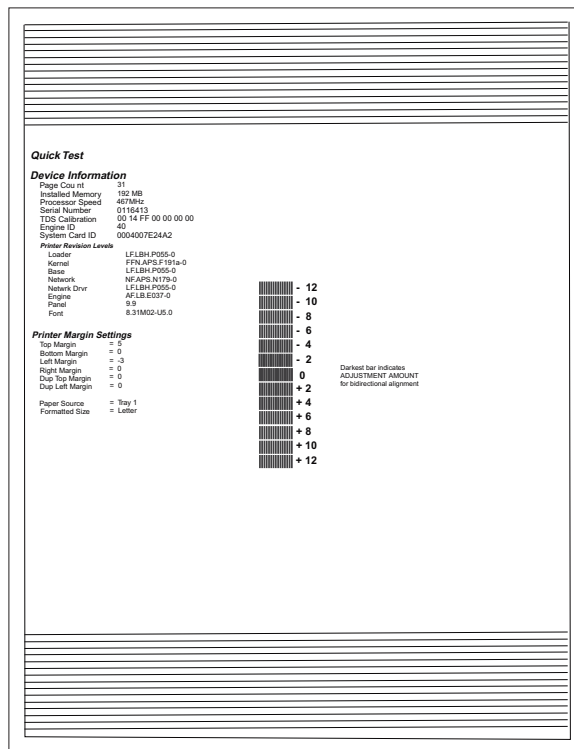 Quick Test
Device Information
Page Cou nt 31
Installed Memory 192 MB
Processor Speed 467MHz
Serial Number 0116413
TDS Calibration 00 14 FF 00 00 00 00
Engine ID 40
System Card ID 0004007E24A2
Printer Revision Levels
Loader LF.LBH.P055-0
Kernel FFN.APS.F191a-0
Base LF.LBH.P055-0
Network NF.APS.N179-0
Netwrk Drvr LF.LBH.P055-0
Engine AF.LB.E037-0
Panel 9.9
Font 8.31M02-U5.0
Printer Margin Settings
Top Margin = 5
Bottom Margin = 0
Left Margin = -3
Right Margin = 0
Dup Top Margin = 0
Dup Left Margin = 0
Paper Source = Tray 1
Formatted Size = Letter
- 12
- 10
- 8
- 6
- 4
- 2
0
+ 2
+ 4
+ 6
+ 8
+ 10
+ 12
Darkest bar indicates
ADJUSTMENT AMOUNT
for bidirectional alignment